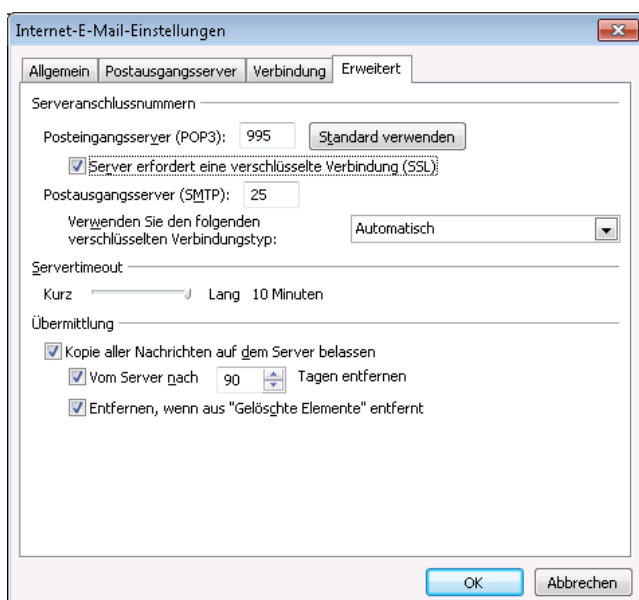 Internet-E-Mail-Einstellungen
Allgemein Postausgangsserver Verbindung Erweitert
Serveranschlussnummern
Posteingangsserver (POP3): 995 Standard verwenden
Server erfordert eine verschlüsselte Verbindung (SSL)
Postausgangsserver (SMTP): 25
Verwenden Sie den folgenden
verschlüsselten Verbindungstyp: Automatisch
Servertimeout
Kurz Lang 10 Minuten
Übermittlung
Kopie aller Nachrichten auf dem Server belassen
Vom Server nach 90 Tagen entfernen
Entfernen, wenn aus "Gelöschte Elemente" entfernt
OK Abbrechen